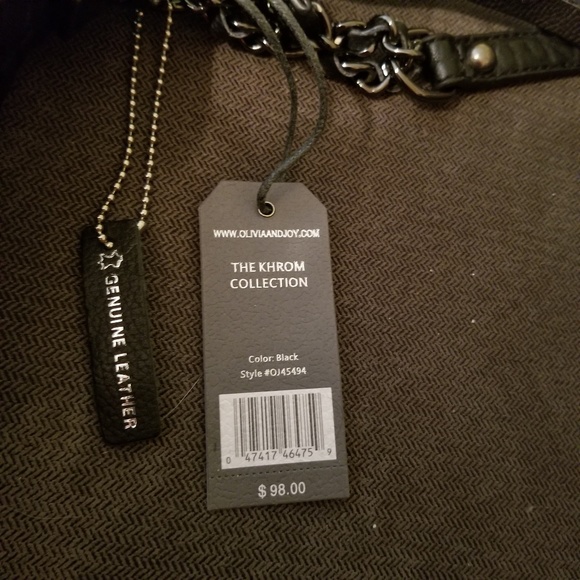 GENUINE LEATHER
WWW.OLIVIAANDJOY.COM
THE KHROM
COLLECTION
Color: Black
Style #OJ45494
0 47417 46475 9
$98.00